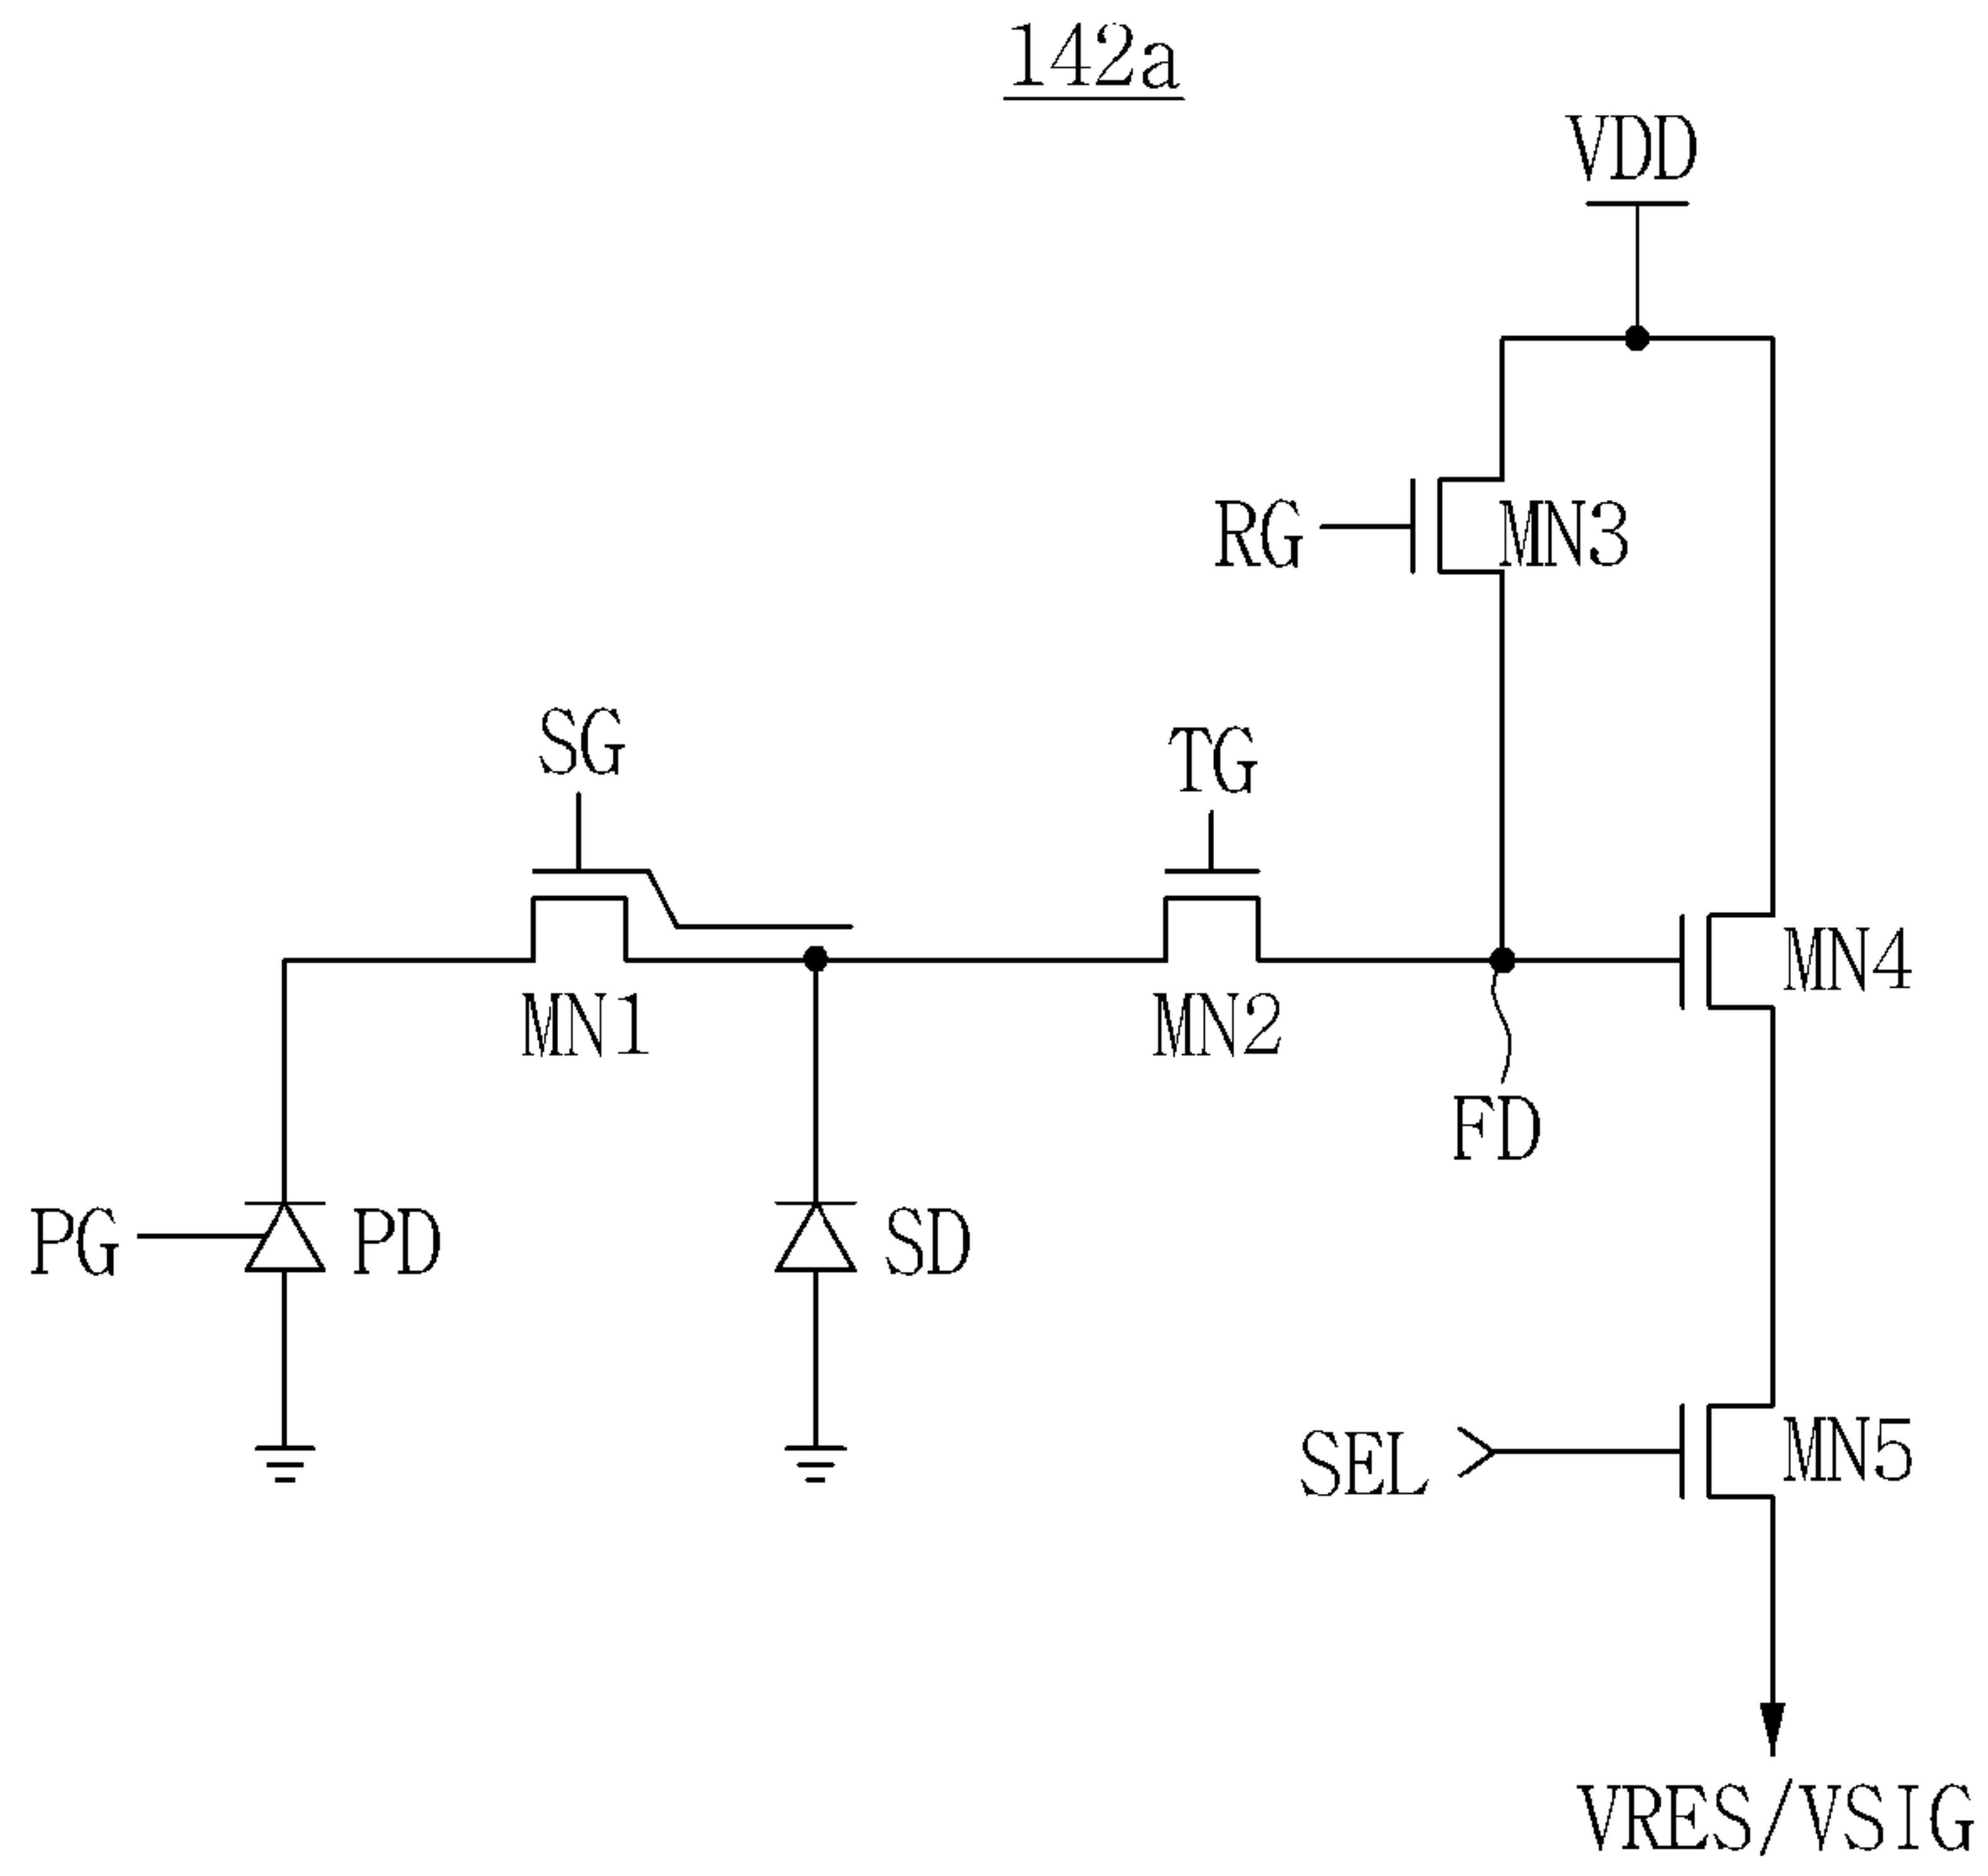 142a
VDD
RG
MN3
SG
TG
MN1
MN2
MN4
FD
PG
PD
SD
SEL
MN5
VRES/VSIG